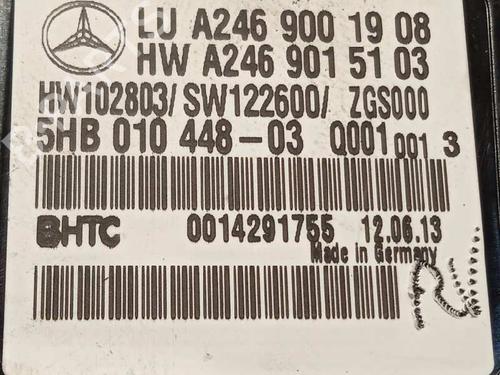 LU A246 900 19 08
HW A246 901 51 03
HW102803/ SW122600/ ZGS000
5HB 010 448-03 Q001 001 3
BHTC 0014291755 12.06.13
Made in Germany